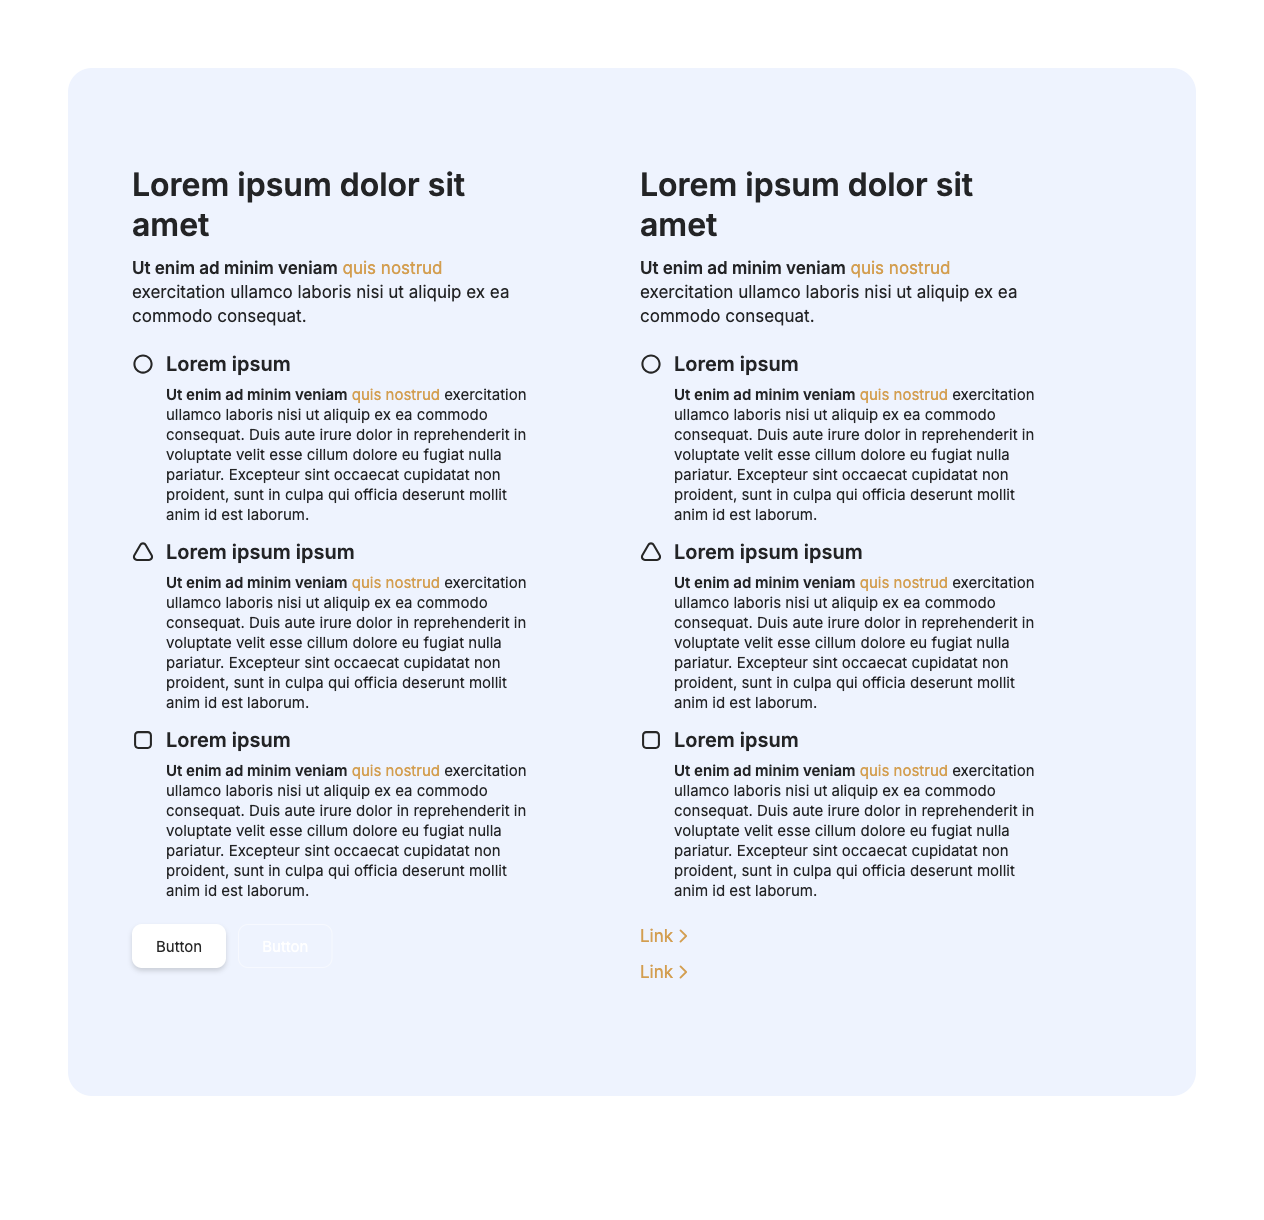 Lorem ipsum dolor sit
amet
Ut enim ad minim veniam quis nostrud
exercitation ullamco laboris nisi ut aliquip ex ea
commodo consequat.
Lorem ipsum
Ut enim ad minim veniam quis nostrud exercitation
ullamco laboris nisi ut aliquip ex ea commodo
consequat. Duis aute irure dolor in reprehenderit in
voluptate velit esse cillum dolore eu fugiat nulla
pariatur. Excepteur sint occaecat cupidatat non
proident, sunt in culpa qui officia deserunt mollit
anim id est laborum.
Lorem ipsum ipsum
Ut enim ad minim veniam quis nostrud exercitation
ullamco laboris nisi ut aliquip ex ea commodo
consequat. Duis aute irure dolor in reprehenderit in
voluptate velit esse cillum dolore eu fugiat nulla
pariatur. Excepteur sint occaecat cupidatat non
proident, sunt in culpa qui officia deserunt mollit
anim id est laborum.
Lorem ipsum
Ut enim ad minim veniam quis nostrud exercitation
ullamco laboris nisi ut aliquip ex ea commodo
consequat. Duis aute irure dolor in reprehenderit in
voluptate velit esse cillum dolore eu fugiat nulla
pariatur. Excepteur sint occaecat cupidatat non
proident, sunt in culpa qui officia deserunt mollit
anim id est laborum.
Button
Button
Lorem ipsum dolor sit
amet
Ut enim ad minim veniam quis nostrud
exercitation ullamco laboris nisi ut aliquip ex ea
commodo consequat.
Lorem ipsum
Ut enim ad minim veniam quis nostrud exercitation
ullamco laboris nisi ut aliquip ex ea commodo
consequat. Duis aute irure dolor in reprehenderit in
voluptate velit esse cillum dolore eu fugiat nulla
pariatur. Excepteur sint occaecat cupidatat non
proident, sunt in culpa qui officia deserunt mollit
anim id est laborum.
Lorem ipsum ipsum
Ut enim ad minim veniam quis nostrud exercitation
ullamco laboris nisi ut aliquip ex ea commodo
consequat. Duis aute irure dolor in reprehenderit in
voluptate velit esse cillum dolore eu fugiat nulla
pariatur. Excepteur sint occaecat cupidatat non
proident, sunt in culpa qui officia deserunt mollit
anim id est laborum.
Lorem ipsum
Ut enim ad minim veniam quis nostrud exercitation
ullamco laboris nisi ut aliquip ex ea commodo
consequat. Duis aute irure dolor in reprehenderit in
voluptate velit esse cillum dolore eu fugiat nulla
pariatur. Excepteur sint occaecat cupidatat non
proident, sunt in culpa qui officia deserunt mollit
anim id est laborum.
Link
Link